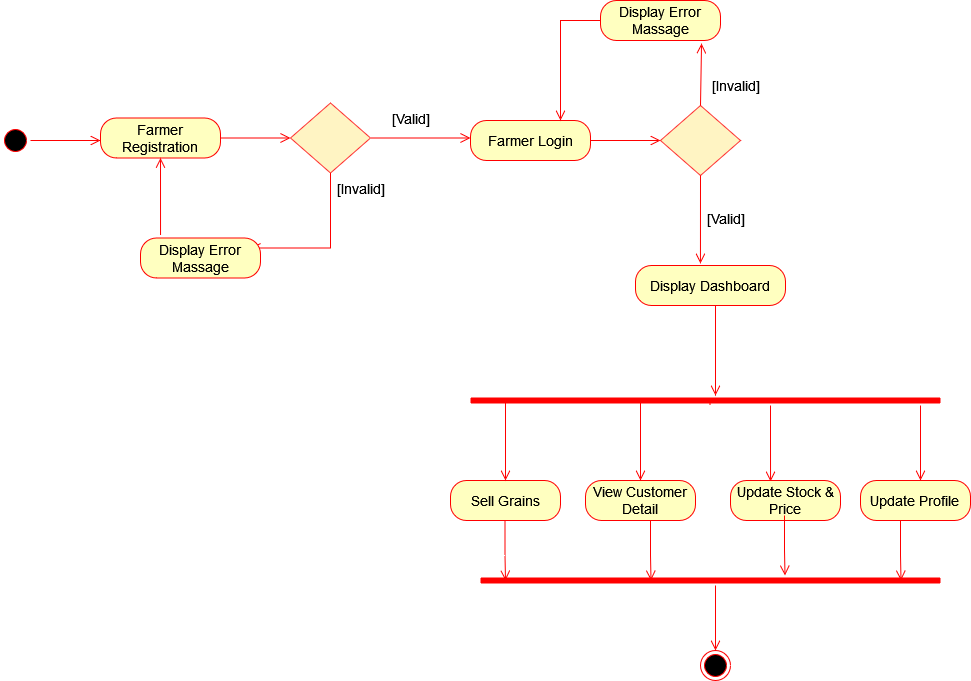 Display Error
Massage
[Invalid]
Farmer
Registration
[Valid]
Farmer Login
[Invalid]
[Valid]
Display Error
Massage
Display Dashboard
Sell Grains
View Customer
Detail
Update Stock &
Price
Update Profile